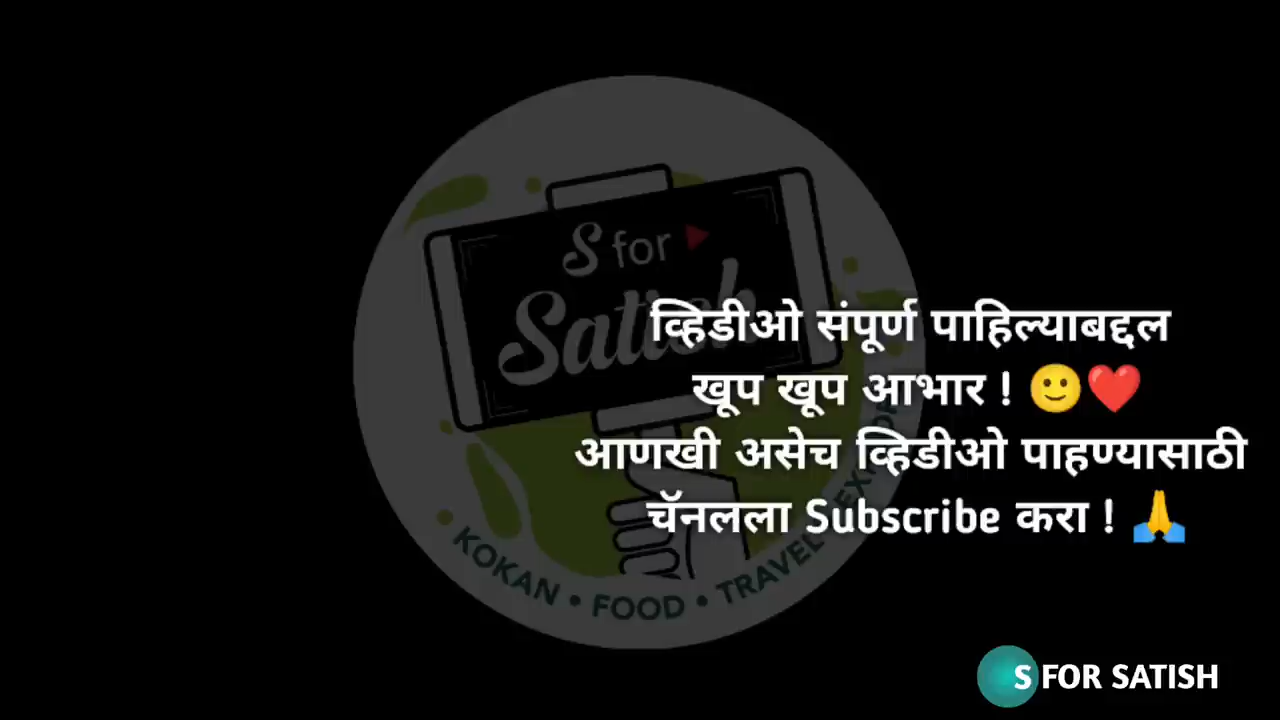 S for
Satish
व्हिडीओ संपूर्ण पाहिल्याबद्दल
खूप खूप आभार ! 🙂❤️
आणखी असेच व्हिडीओ पाहण्यासाठी
चॅनलला Subscribe करा ! 🙏
KOKAN • FOOD • TRAVEL
S FOR SATISH